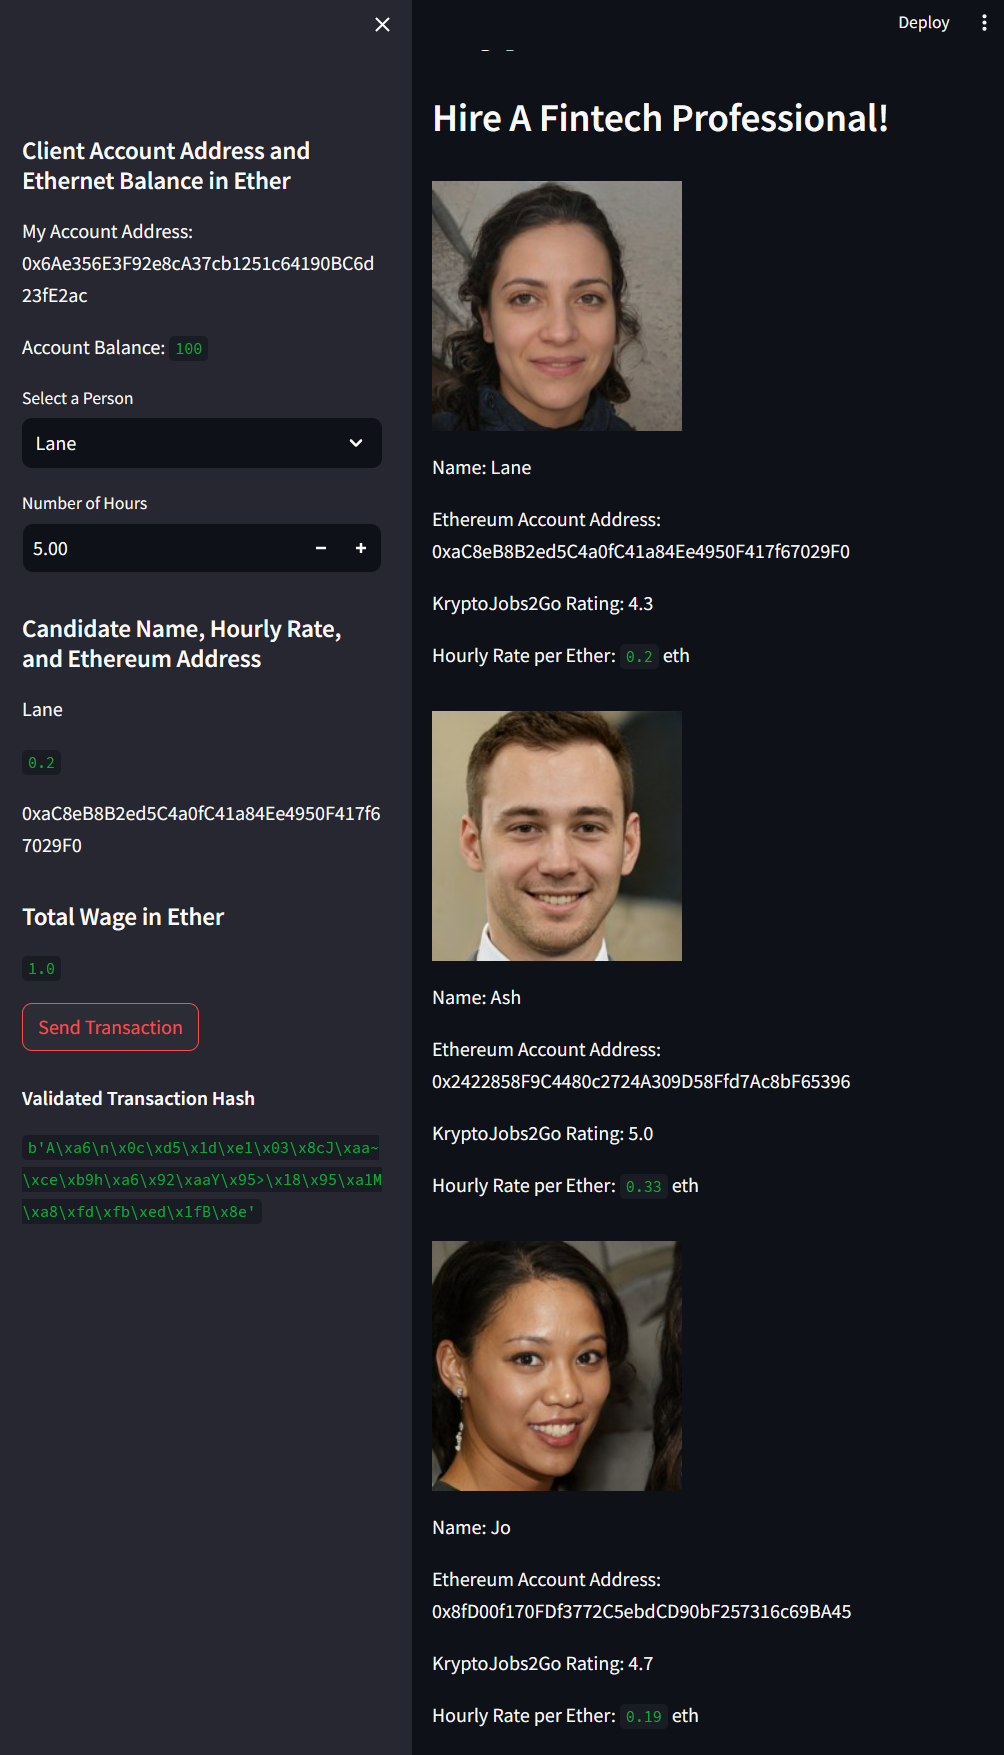 Client Account Address and
Ethernet Balance in Ether
My Account Address:
0x6Ae356E3F92e8cA37cb1251c64190BC6d
23fE2ac
Account Balance: 100
Select a Person
Lane
Number of Hours
5.00
Candidate Name, Hourly Rate,
and Ethereum Address
Lane
0.2
0xaC8eB8B2ed5C4a0fC41a84Ee4950F417f6
7029F0
Total Wage in Ether
1.0
Send Transaction
Validated Transaction Hash
b'A\xa6\n\x0c\xd5\x1d\xe1\x03\x8cJ\xaa~
\xce\xb9h\xa6\x92\xaaY\x95>\x18\x95\xa1M
\xa8\xfd\xfb\xed\x1fB\x8e'
Deploy
Hire A Fintech Professional!
Name: Lane
Ethereum Account Address:
0xaC8eB8B2ed5C4a0fC41a84Ee4950F417f67029F0
KryptoJobs2Go Rating: 4.3
Hourly Rate per Ether: 0.2 eth
Name: Ash
Ethereum Account Address:
0x2422858F9C4480c2724A309D58Ffd7Ac8bF65396
KryptoJobs2Go Rating: 5.0
Hourly Rate per Ether: 0.33 eth
Name: Jo
Ethereum Account Address:
0x8fD00f170FDf3772C5ebdCD90bF257316c69BA45
KryptoJobs2Go Rating: 4.7
Hourly Rate per Ether: 0.19 eth